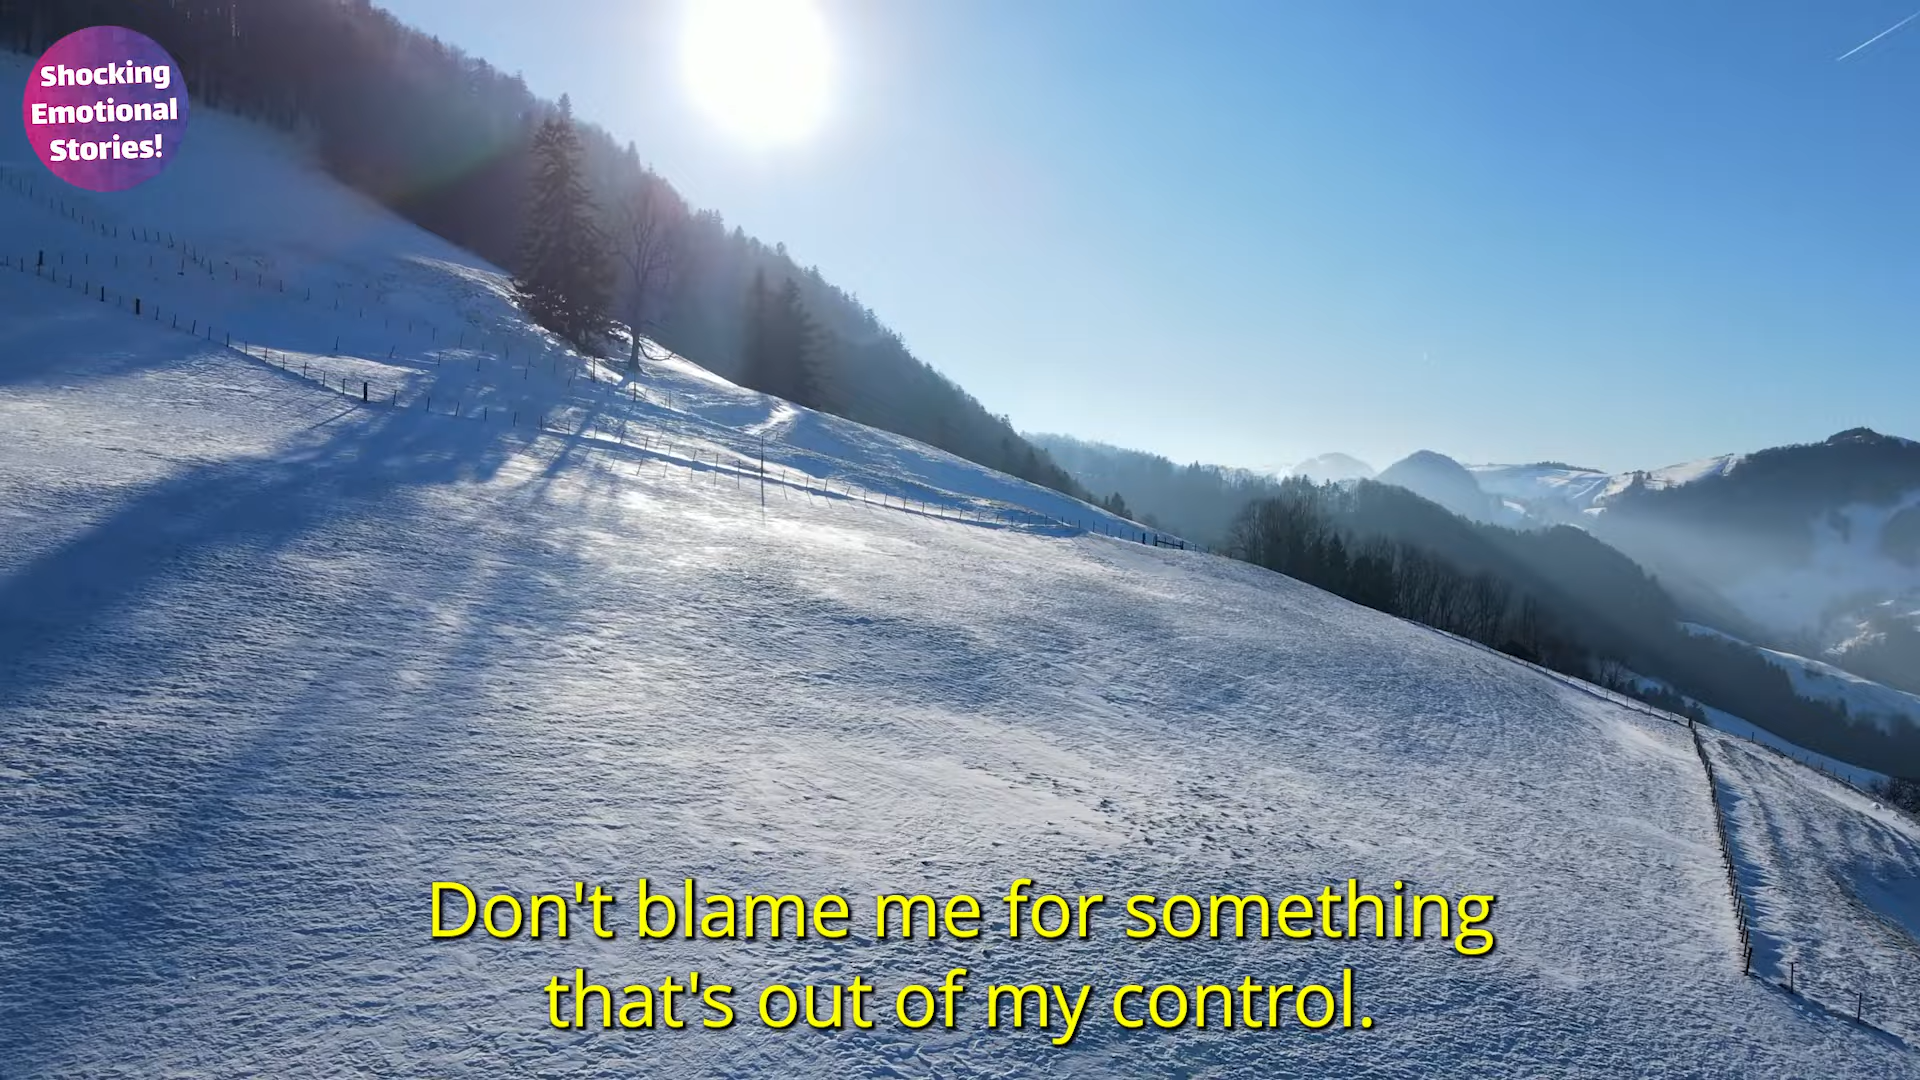 Shocking
Emotional
Stories!
Don't blame me for something
that's out of my control.